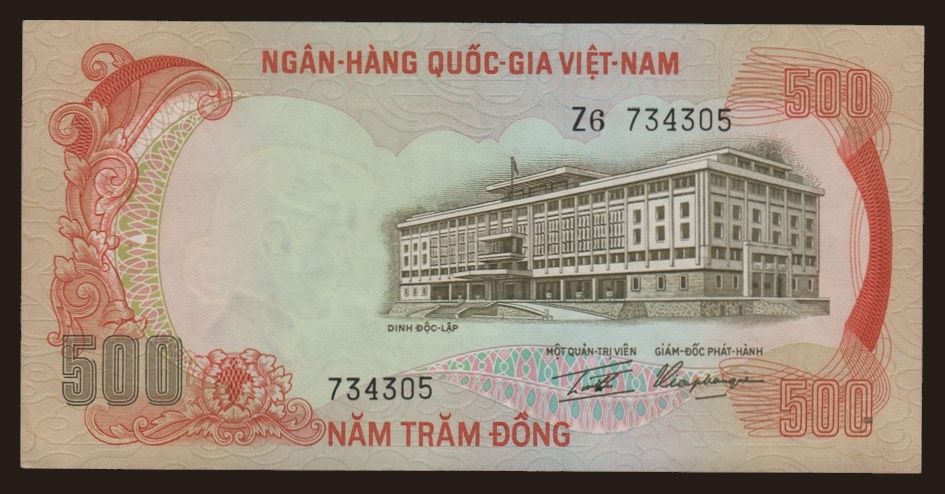 NGÂN-HÀNG QUỐC-GIA VIỆT-NAM
500
Z6 734305
DINH ĐỘC-LẬP
MỘT QUẢN-TRỊ VIÊN GIÁM-ĐỐC PHÁT-HÀNH
500
734305
500
NĂM TRĂM ĐỒNG